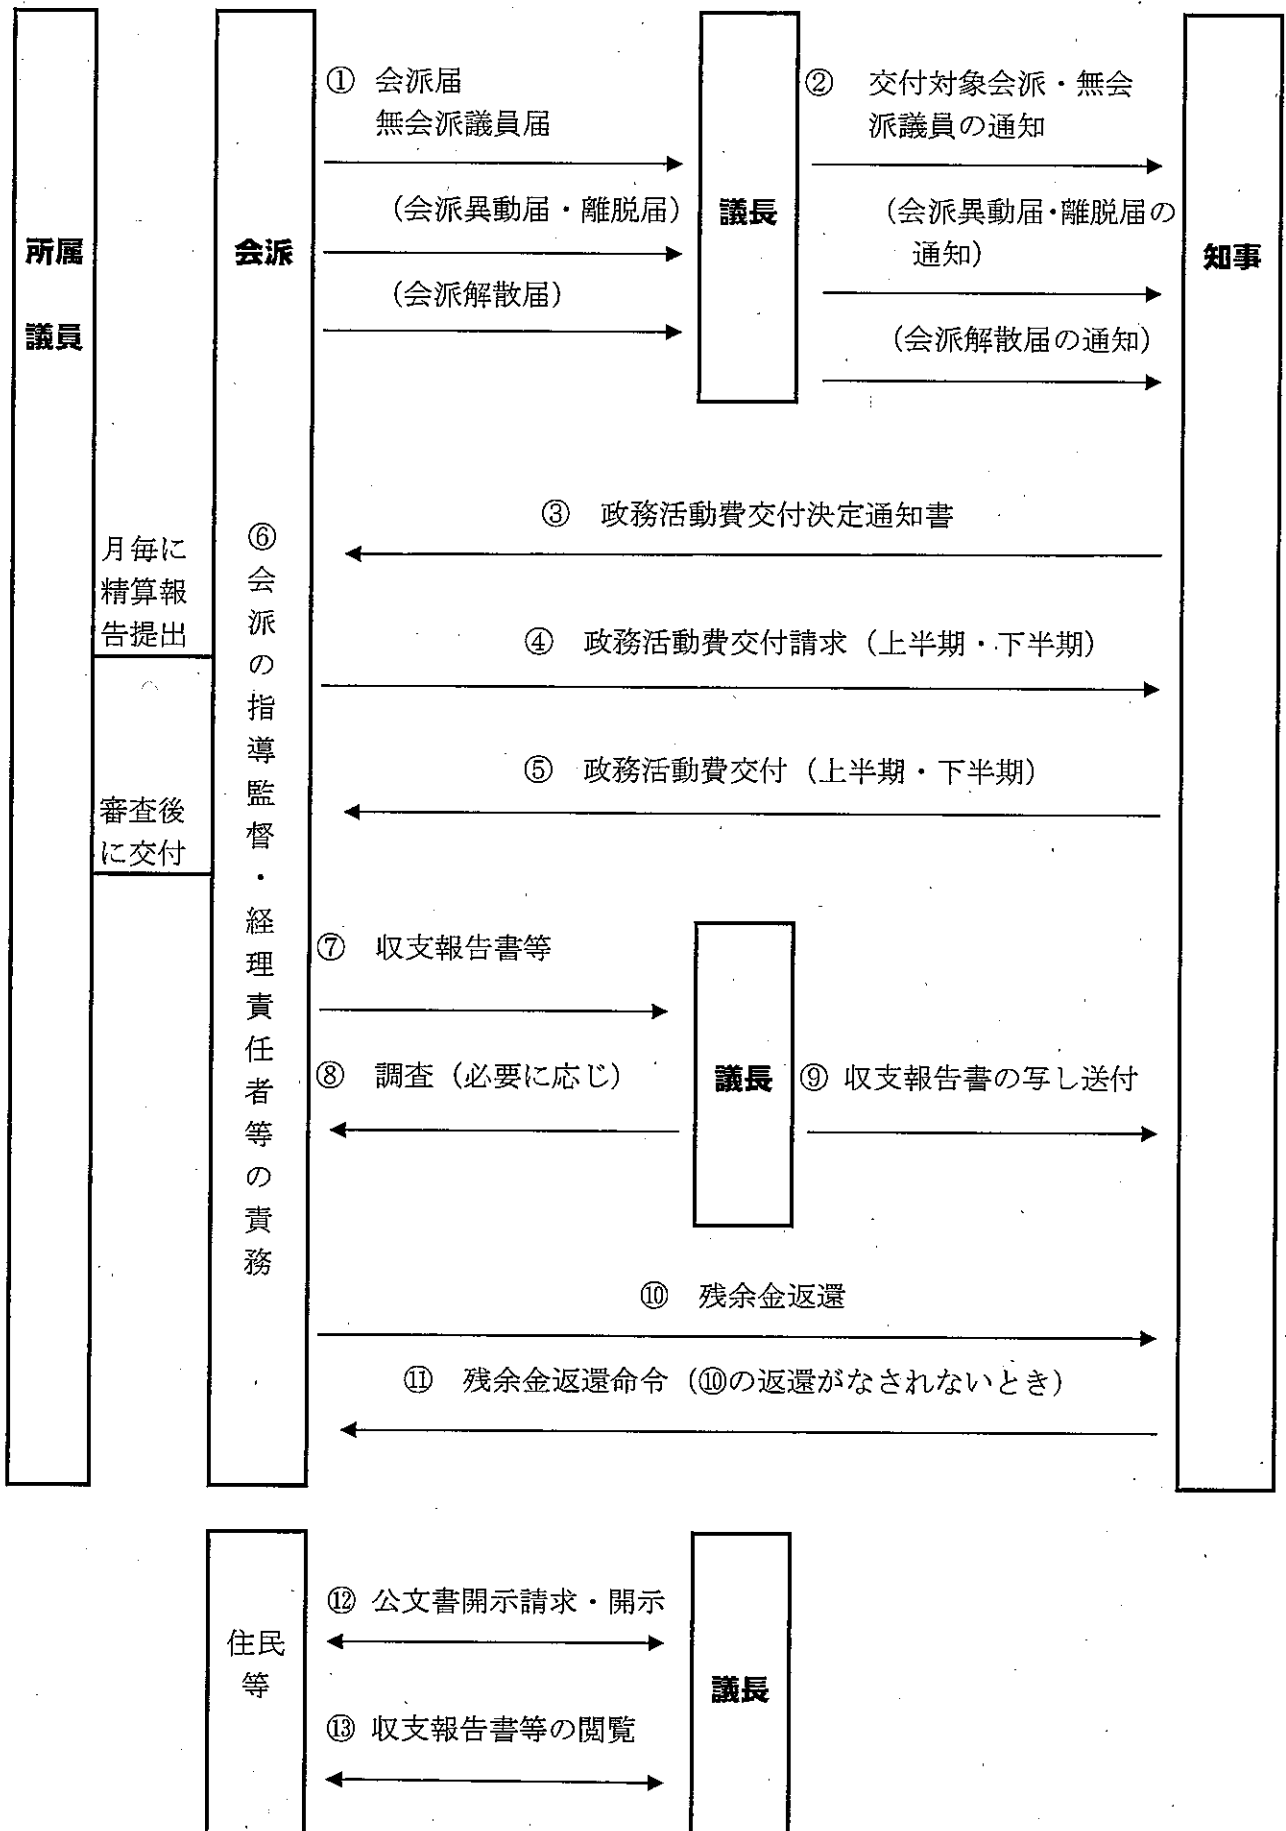 所属
議員
月毎に
精算報
告提出
審査後
に交付
会派
⑥
会
派
の
指
導
監
督
・
経
理
責
任
者
等
の
責
務
① 会派届
無会派議員届
(会派異動届・離脱届)
(会派解散届)
議長
② 交付対象会派・無会
派議員の通知
(会派異動届・離脱届の
通知)
(会派解散届の通知)
知事
③ 政務活動費交付決定通知書
④ 政務活動費交付請求（上半期・下半期）
⑤ 政務活動費交付（上半期・下半期）
⑦ 収支報告書等
⑧ 調査（必要に応じ）
議長
⑨ 収支報告書の写し送付
⑩ 残余金返還
⑪ 残余金返還命令（⑩の返還がなされないとき）
住民
等
⑫ 公文書開示請求・開示
⑬ 収支報告書等の閲覧
議長